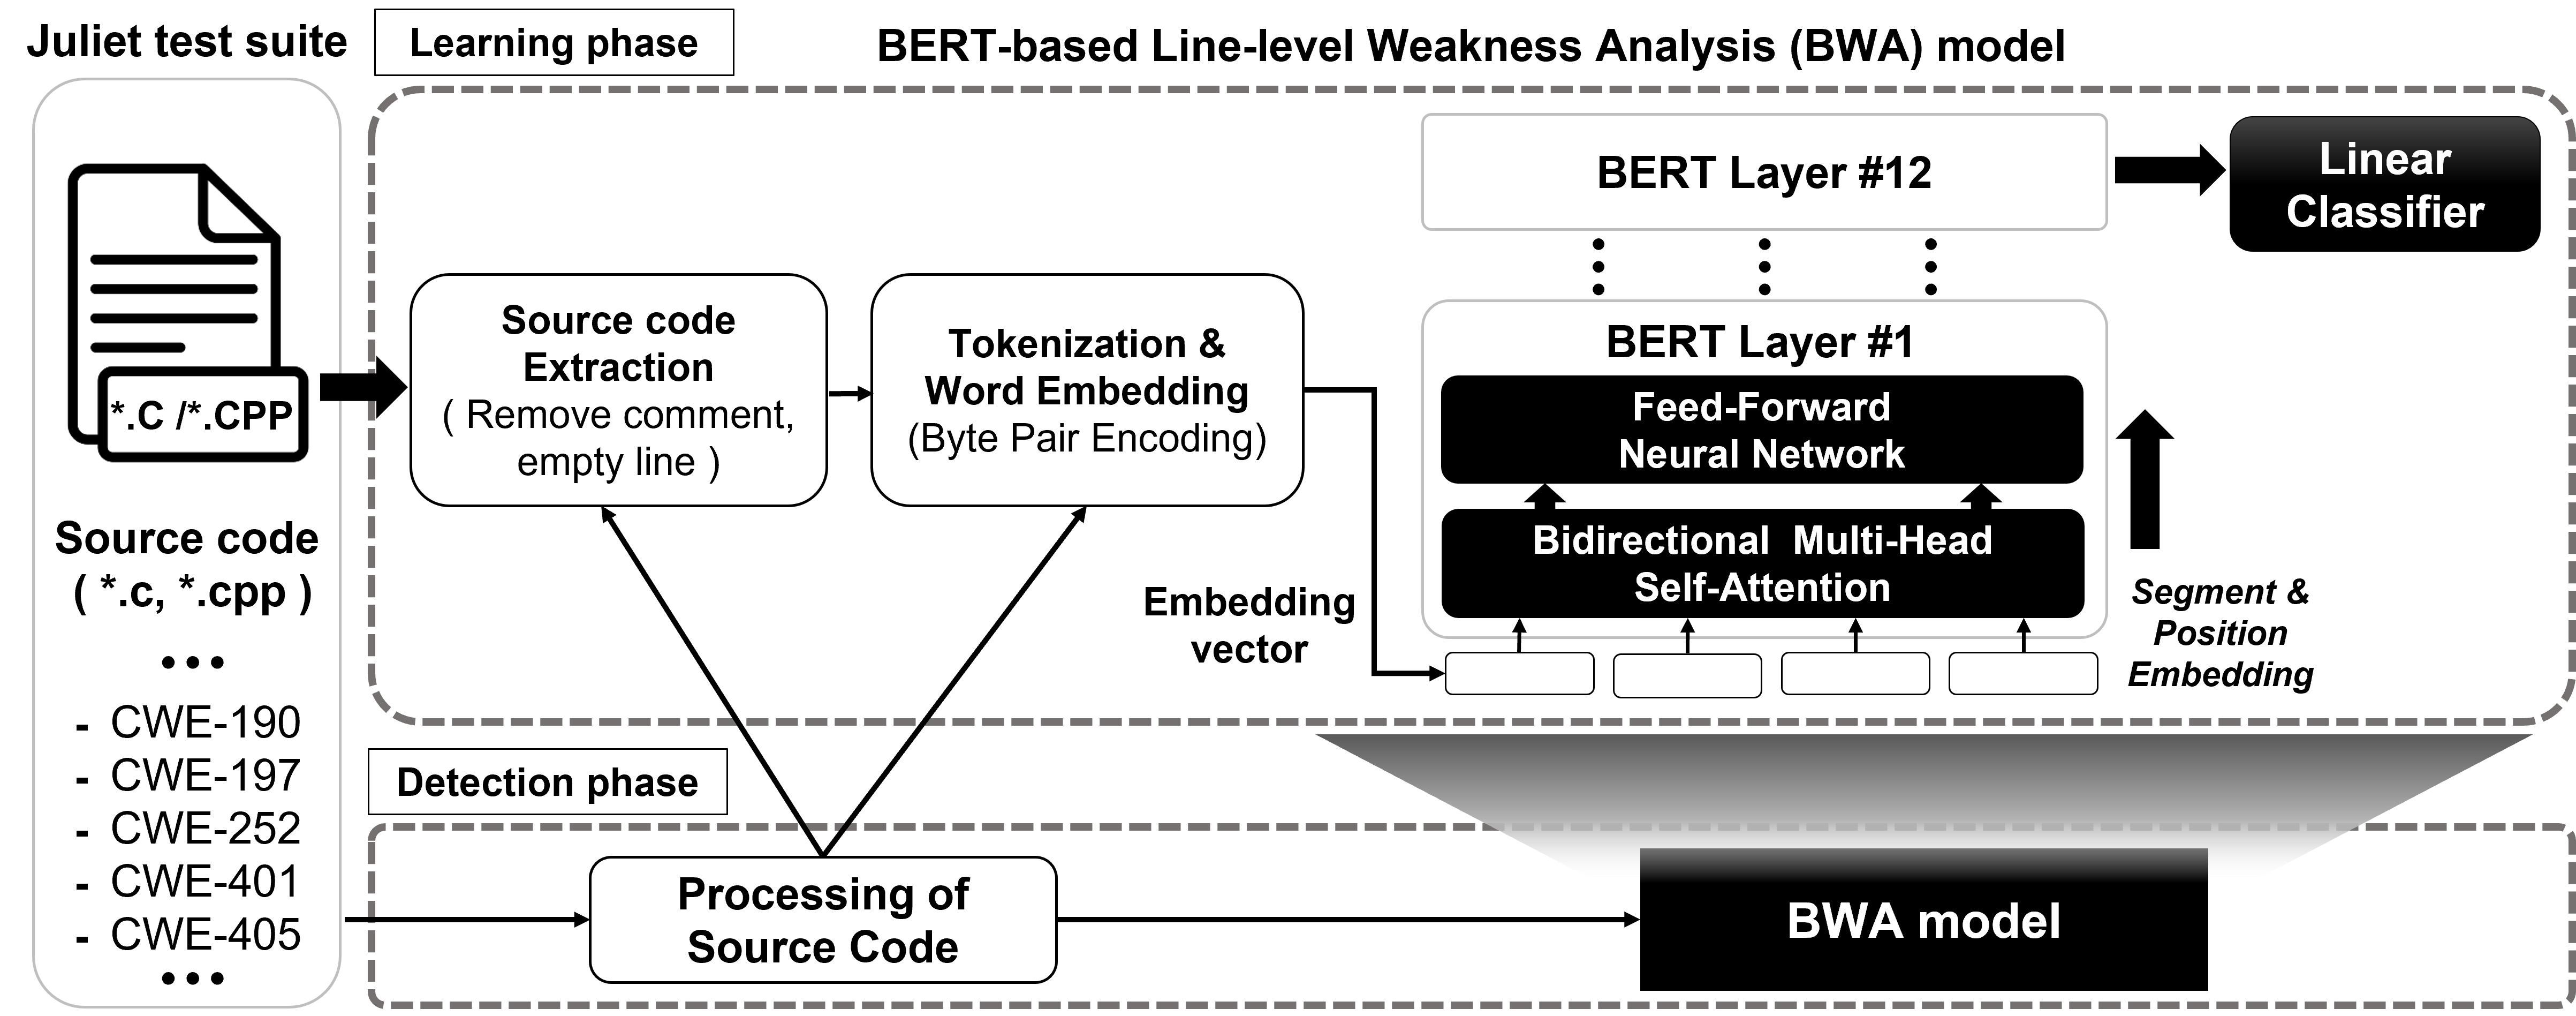 Juliet test suite
Learning phase
BERT-based Line-level Weakness Analysis (BWA) model
*.C /*.CPP
Source code
( *.c, *.cpp )
•••
- CWE-190
- CWE-197
- CWE-252
- CWE-401
- CWE-405
•••
Source code
Extraction
( Remove comment,
empty line )
Tokenization &
Word Embedding
(Byte Pair Encoding)
Embedding
vector
BERT Layer #12
Linear
Classifier
BERT Layer #1
Feed-Forward
Neural Network
Bidirectional  Multi-Head
Self-Attention
Segment &
Position
Embedding
Detection phase
Processing of
Source Code
BWA model